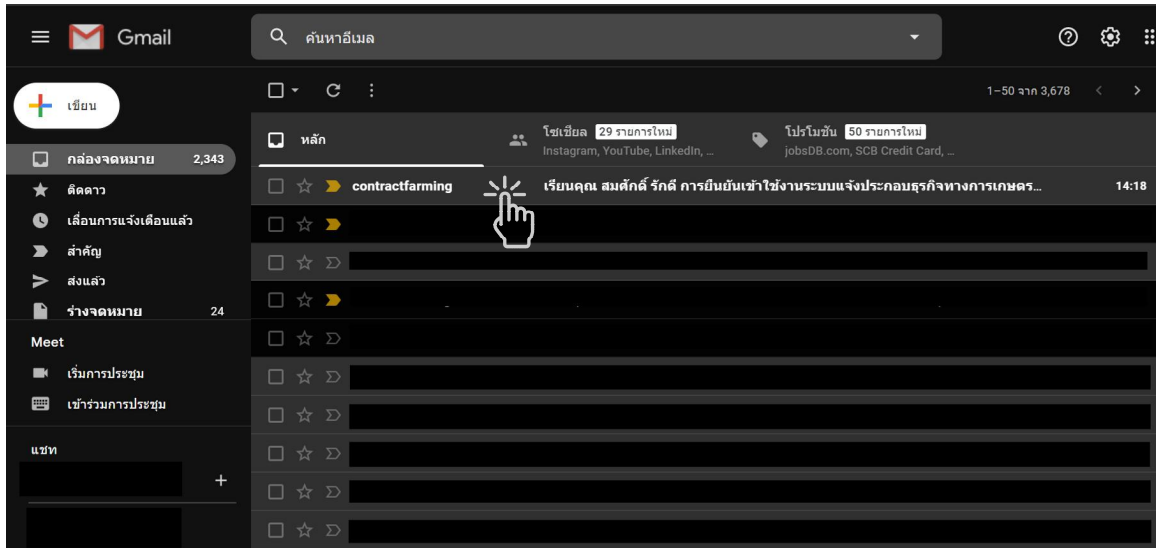 Gmail
ค้นหาอีเมล
เขียน
1–50 จาก 3,678
หลัก
โซเชียล 29 รายการใหม่
Instagram, YouTube, LinkedIn, ...
โปรโมชัน 50 รายการใหม่
jobsDB.com, SCB Credit Card, ...
กล่องจดหมาย 2,343
contractfarming เรียนคุณ สมศักดิ์ รักดี การยืนยันเข้าใช้งานระบบแจ้งประกอบธุรกิจทางการเกษตร... 14:18
ติดดาว
เลื่อนการแจ้งเตือนแล้ว
สำคัญ
ส่งแล้ว
ร่างจดหมาย 24
Meet
เริ่มการประชุม
เข้าร่วมการประชุม
แชท